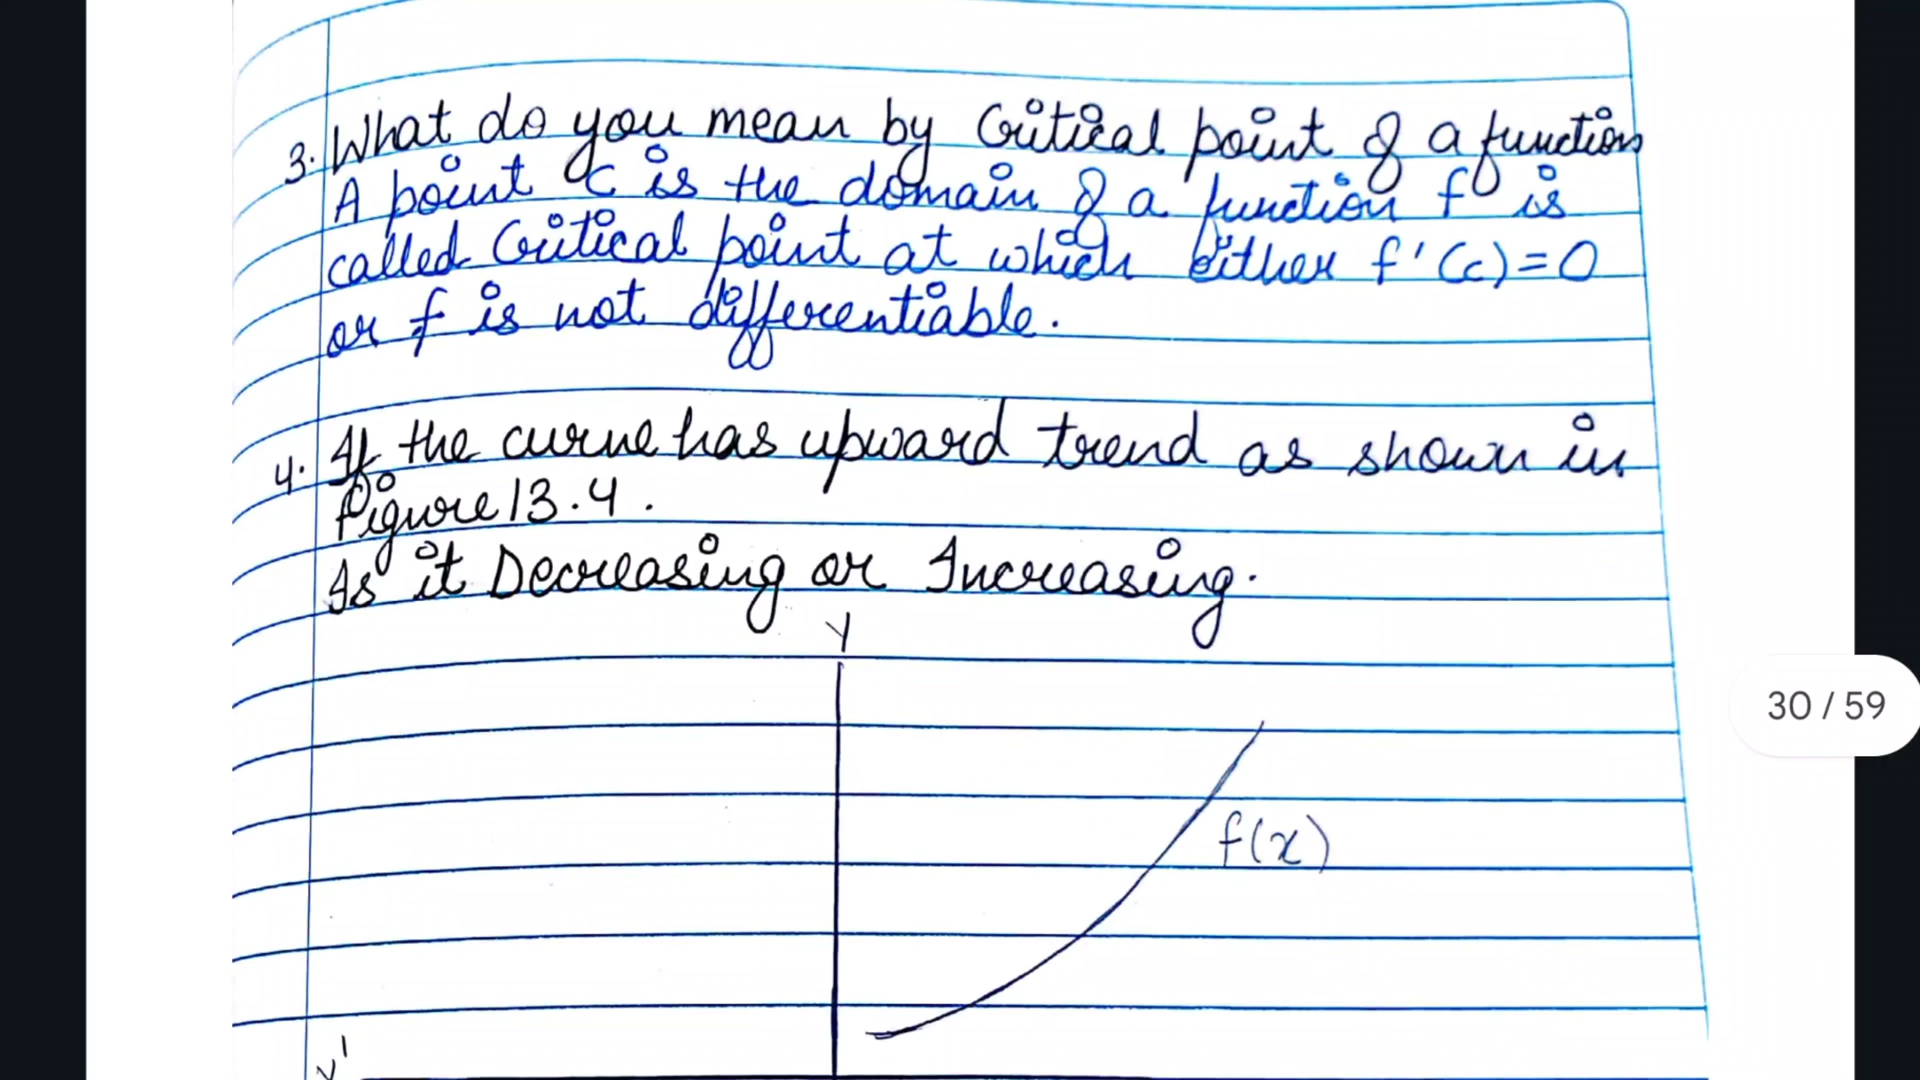 3. What do you mean by Critical point of a function
A point C is the domain of a function f is
called Critical point at which either f'(c)=0
or f is not differentiable.
4. If the curve has upward trend as shown in
figure 13.4.
Is it Decreasing or Increasing.
Y
f(x)
30 / 59